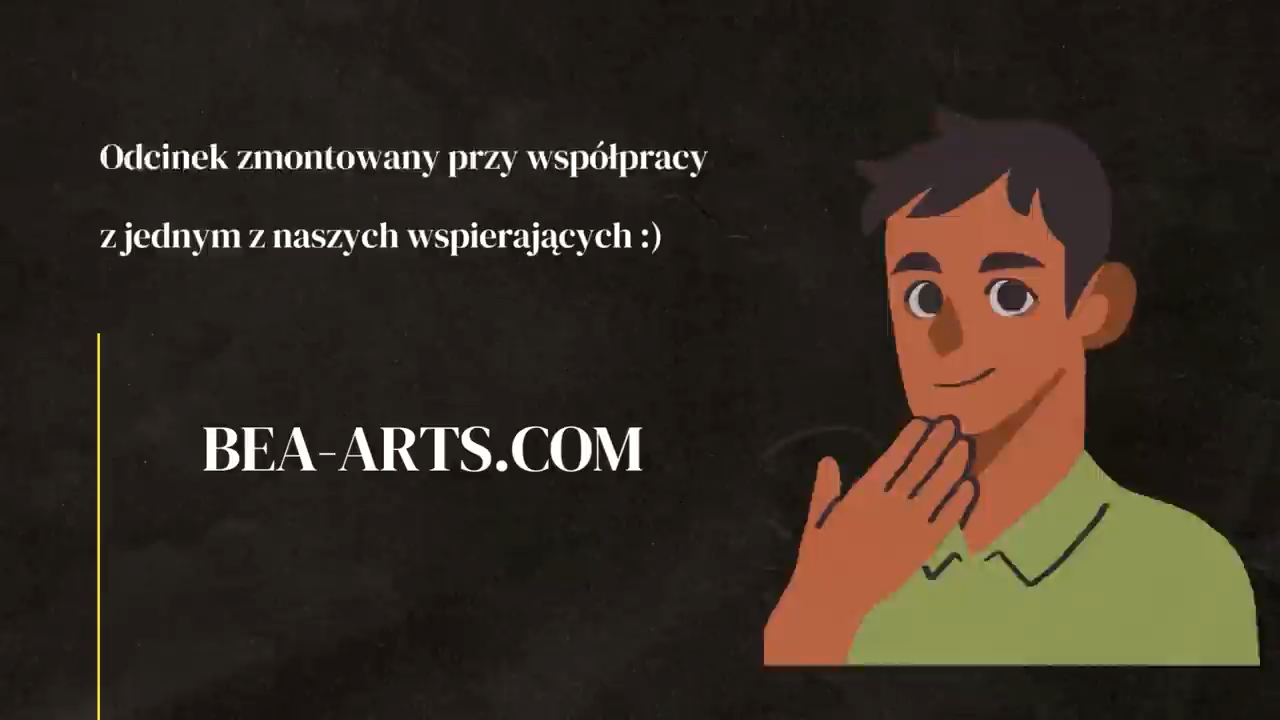 Odcinek zmontowany przy współpracy
z jednym z naszych wspierających :)
BEA-ARTS.COM